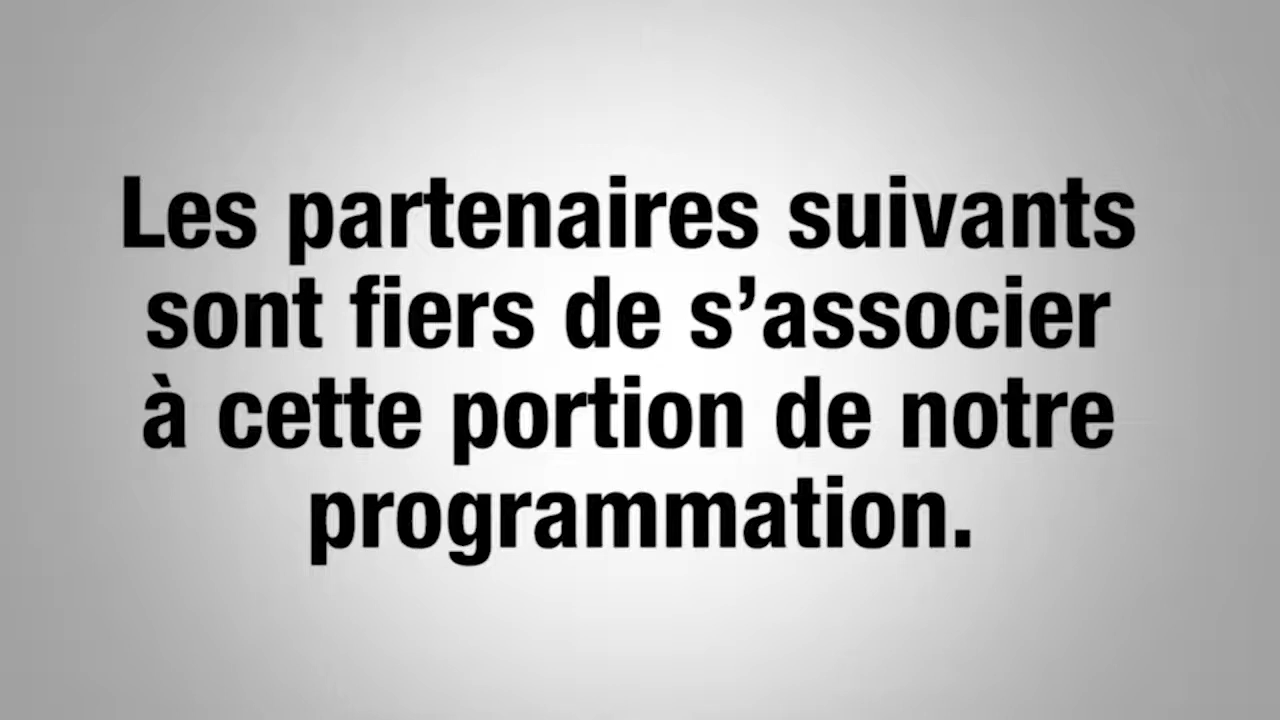 Les partenaires suivants
sont fiers de s’associer
à cette portion de notre
programmation.